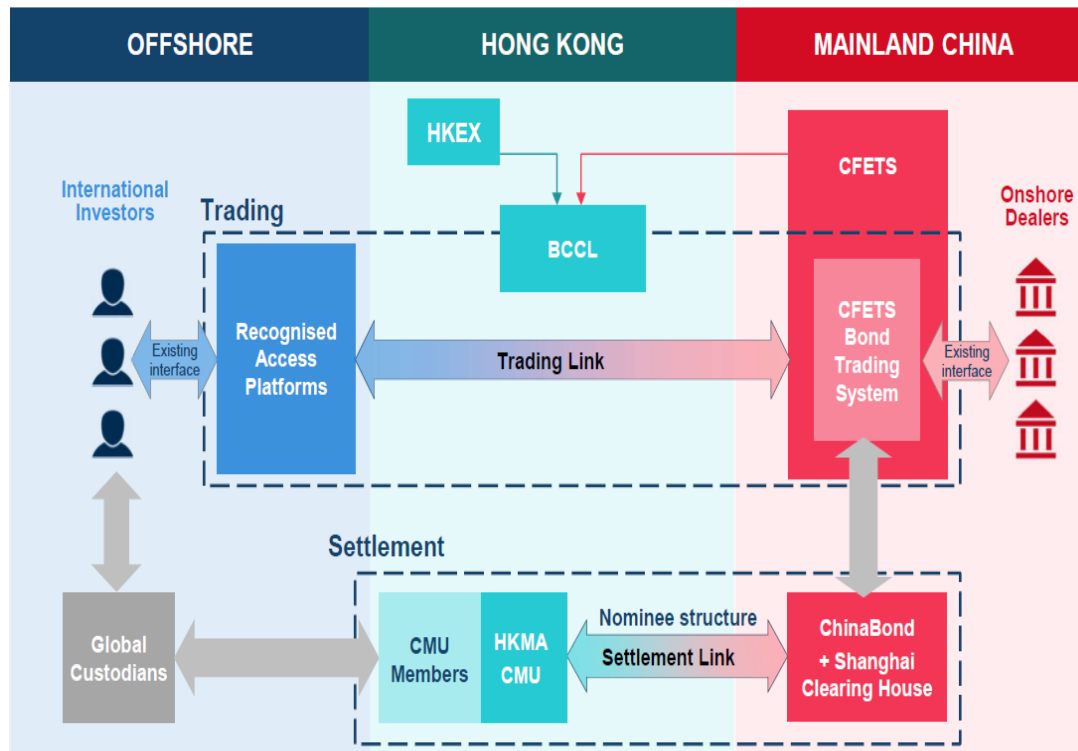 OFFSHORE
HONG KONG
MAINLAND CHINA
HKEX
CFETS
International
Investors
Trading
BCCL
Onshore
Dealers
Existing
interface
Recognised
Access
Platforms
Trading Link
CFETS
Bond
Trading
System
Existing
interface
Settlement
Global
Custodians
CMU
Members
HKMA
CMU
Nominee structure
Settlement Link
ChinaBond
+ Shanghai
Clearing House